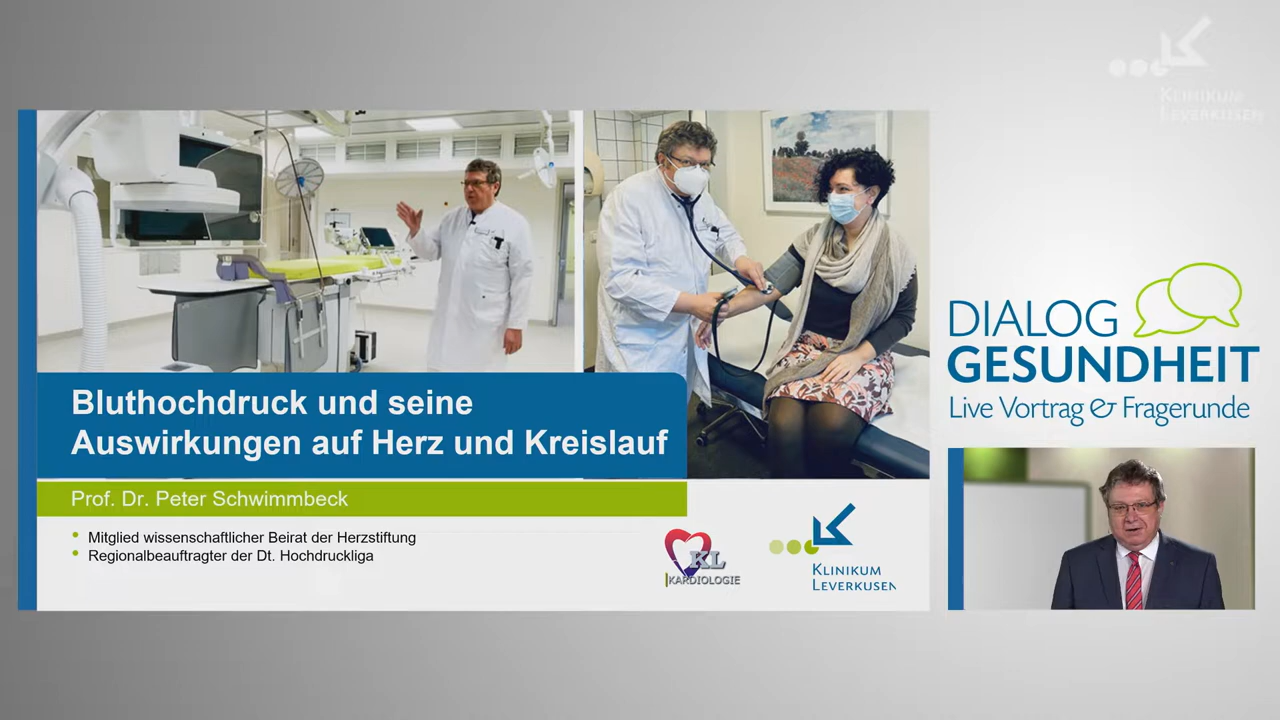 KLINIKUM
LEVERKUSEN
Bluthochdruck und seine
Auswirkungen auf Herz und Kreislauf
Prof. Dr. Peter Schwimmbeck
Mitglied wissenschaftlicher Beirat der Herzstiftung
Regionalbeauftragter der Dt. Hochdruckliga
KL
KARDIOLOGIE
KLINIKUM
LEVERKUSEN
DIALOG
GESUNDHEIT
Live Vortrag & Fragerunde